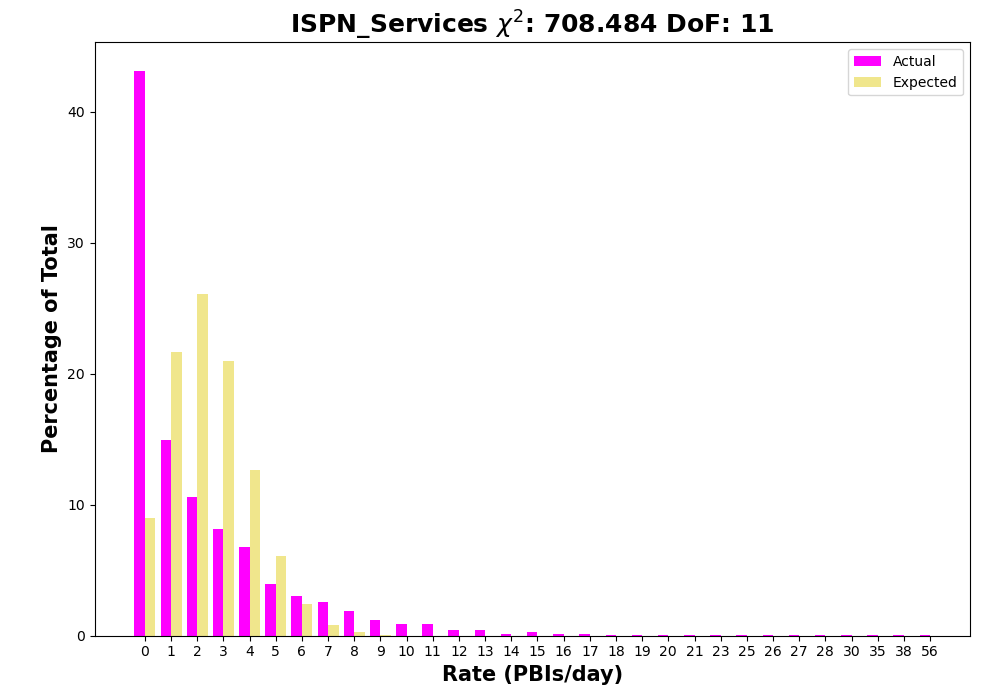 ISPN_Services χ²: 708.484 DoF: 11
Actual
Expected
Percentage of Total
40
30
20
10
0
0 1 2 3 4 5 6 7 8 9 10 11 12 13 14 15 16 17 18 19 20 21 23 25 26 27 28 30 35 38 56
Rate (PBIs/day)